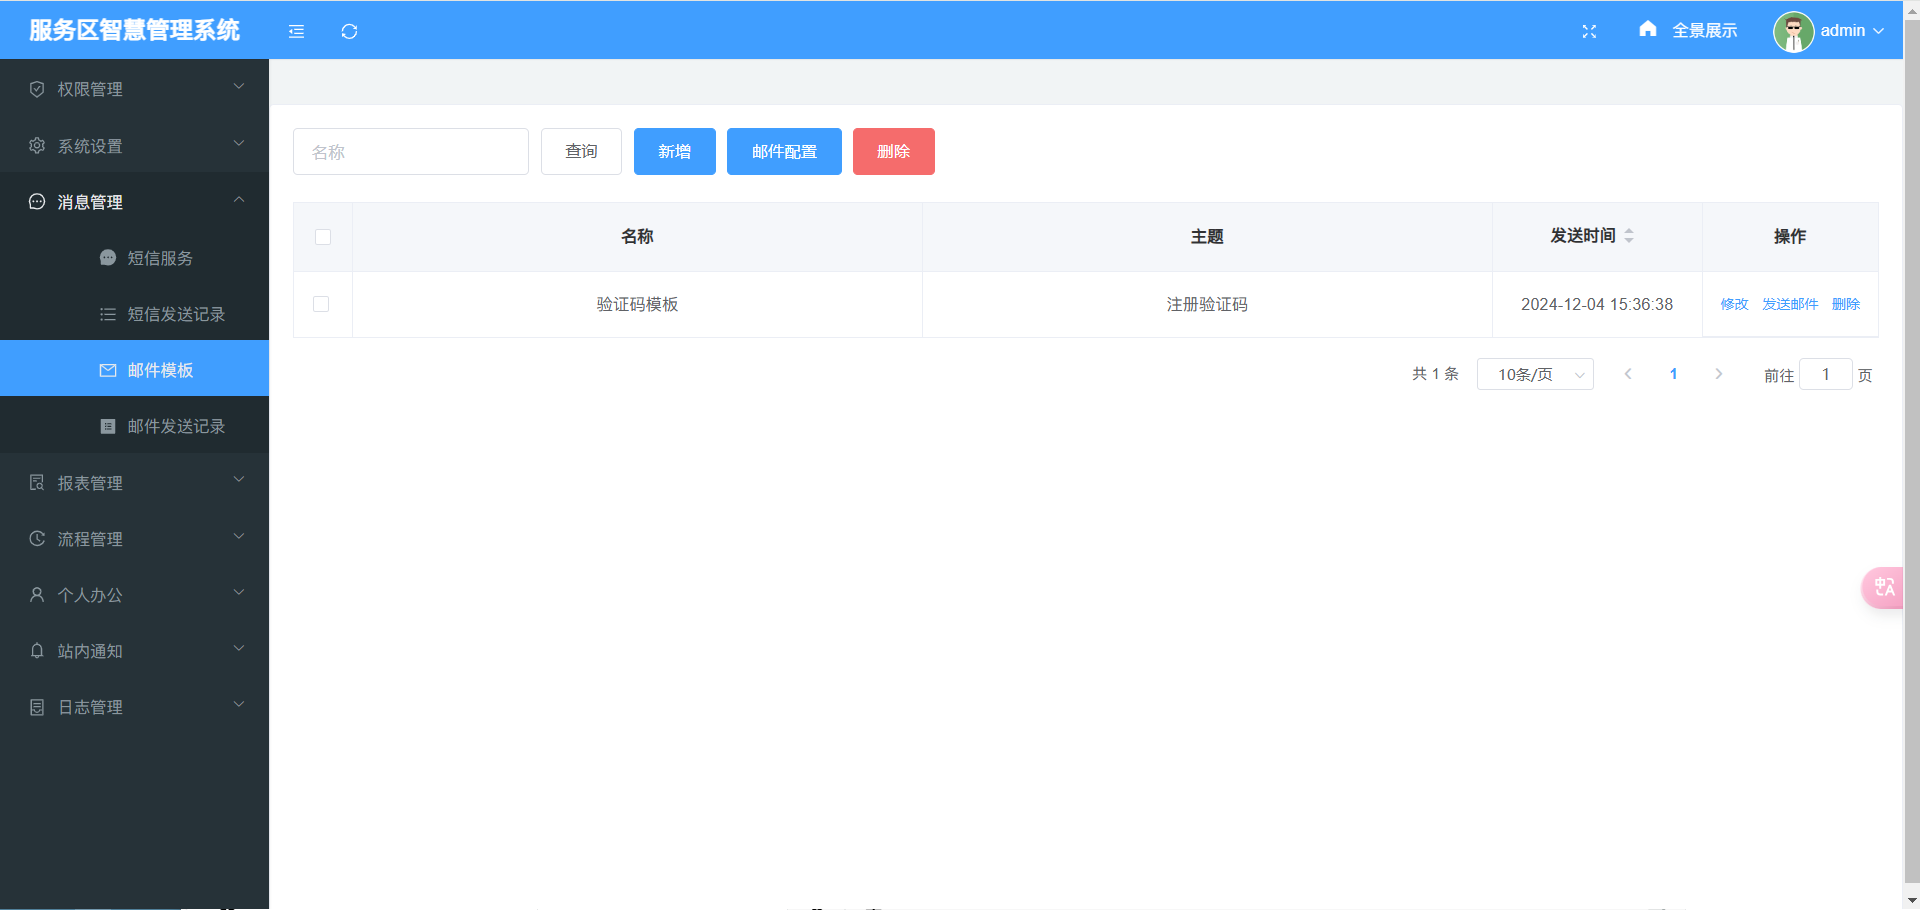 服务区智慧管理系统
全景展示
admin
权限管理
系统设置
消息管理
短信服务
短信发送记录
邮件模板
邮件发送记录
报表管理
流程管理
个人办公
站内通知
日志管理
名称
查询
新增
邮件配置
删除
名称 主题 发送时间 操作
验证码模板 注册验证码 2024-12-04 15:36:38 修改 发送邮件 删除
共 1 条 10条/页 1 前往 1 页